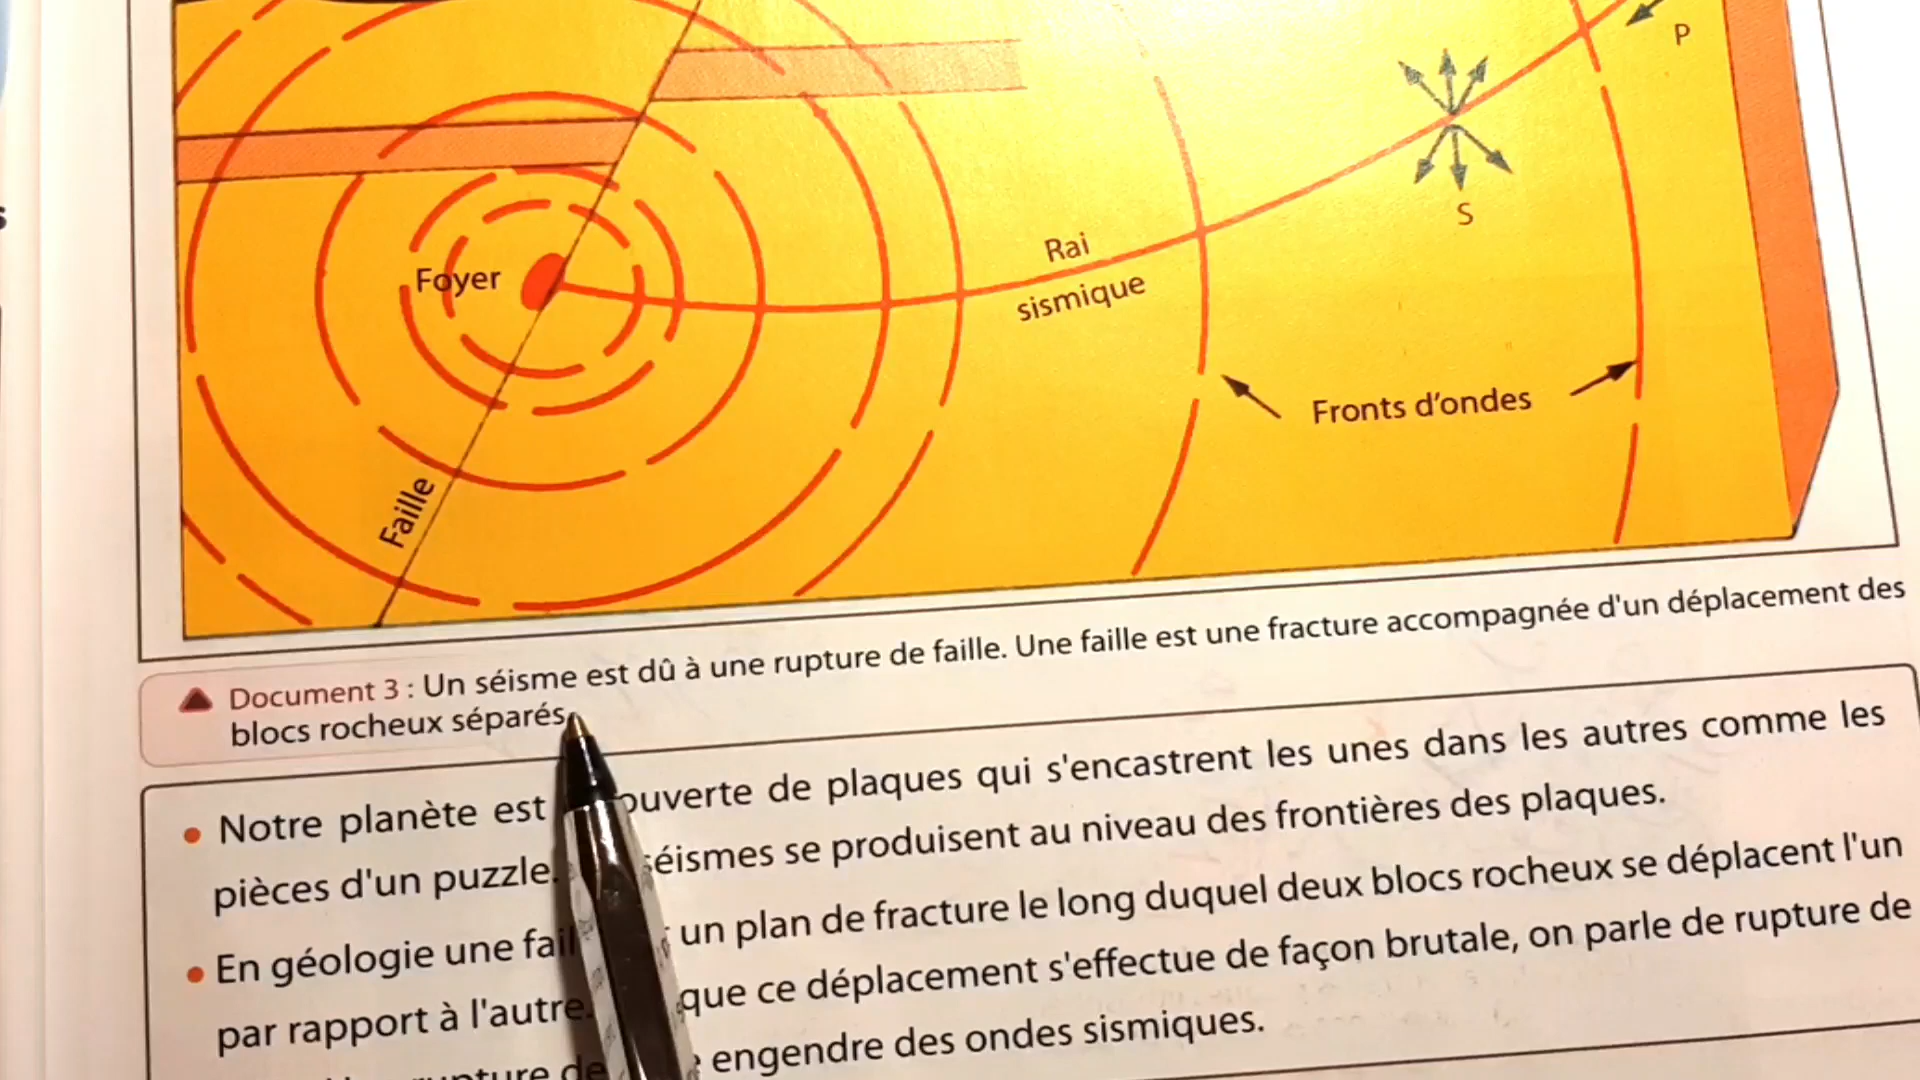 P
S
Foyer
Rai
sismique
Fronts d'ondes
Faille
Document 3 : Un séisme est dû à une rupture de faille. Une faille est une fracture accompagnée d'un déplacement des
blocs rocheux séparés
• Notre planète est ouverte de plaques qui s'encastrent les unes dans les autres comme les
pièces d'un puzzle. séismes se produisent au niveau des frontières des plaques.
• En géologie une fail un plan de fracture le long duquel deux blocs rocheux se déplacent l'un
par rapport à l'autre. que ce déplacement s'effectue de façon brutale, on parle de rupture de
rupture de engendre des ondes sismiques.